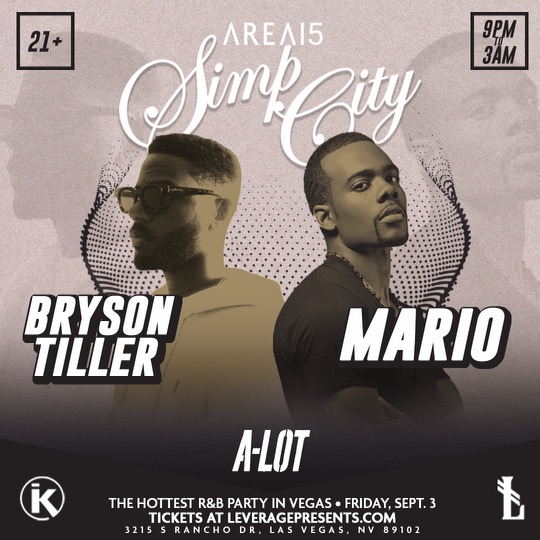 21+
9PM
TO
3AM
AREA15
Simp City
BRYSON
TILLER
MARIO
A-LOT
iK
L
THE HOTTEST R&B PARTY IN VEGAS • FRIDAY, SEPT. 3
TICKETS AT LEVERAGEPRESENTS.COM
3215 S RANCHO DR, LAS VEGAS, NV 89102